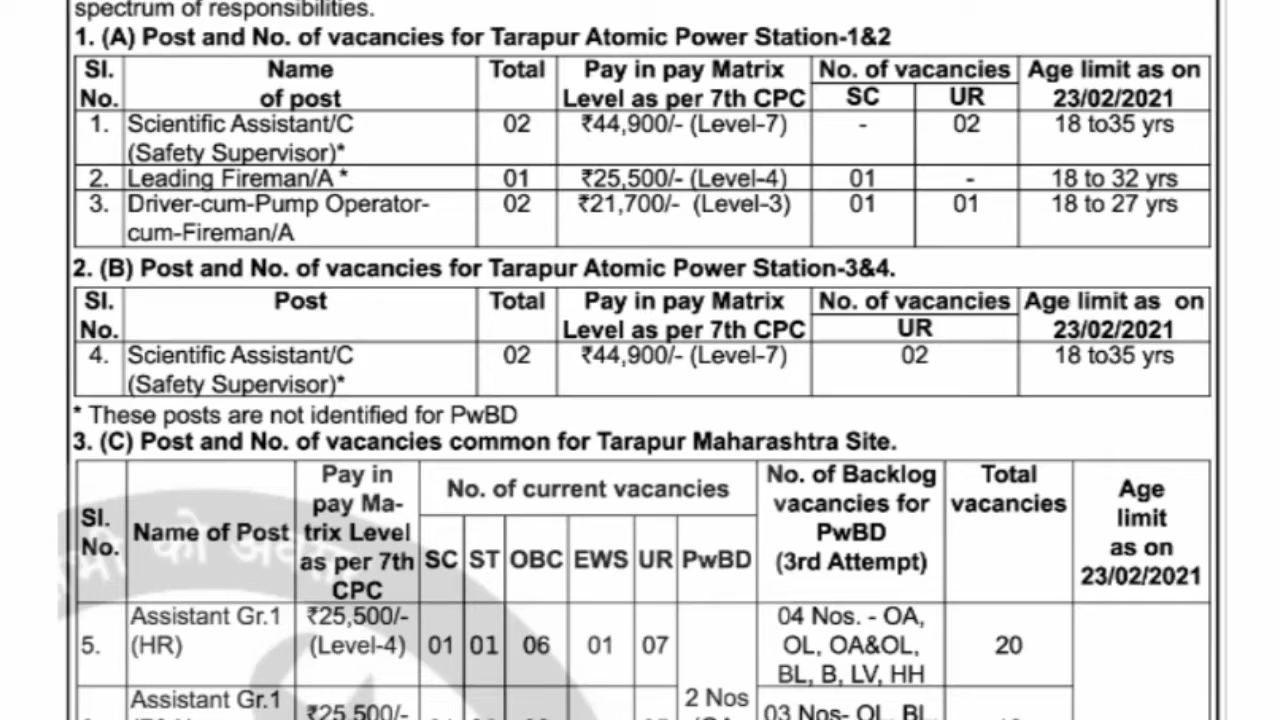 spectrum of responsibilities.
1. (A) Post and No. of vacancies for Tarapur Atomic Power Station-1&2
Sl. No. Name of post Total Pay in pay Matrix Level as per 7th CPC No. of vacancies SC UR Age limit as on 23/02/2021
1. Scientific Assistant/C 02 ₹44,900/- (Level-7) - 02 18 to35 yrs
(Safety Supervisor)*
2. Leading Fireman/A * 01 ₹25,500/- (Level-4) 01 - 18 to 32 yrs
3. Driver-cum-Pump Operator- 02 ₹21,700/- (Level-3) 01 01 18 to 27 yrs
cum-Fireman/A
2. (B) Post and No. of vacancies for Tarapur Atomic Power Station-3&4.
Sl. No. Post Total Pay in pay Matrix Level as per 7th CPC No. of vacancies UR Age limit as on 23/02/2021
4. Scientific Assistant/C 02 ₹44,900/- (Level-7) 02 18 to35 yrs
(Safety Supervisor)*
* These posts are not identified for PwBD
3. (C) Post and No. of vacancies common for Tarapur Maharashtra Site.
Sl. No. Name of Post Pay in pay Ma- trix Level as per 7th CPC No. of current vacancies SC ST OBC EWS UR PwBD No. of Backlog vacancies for PwBD (3rd Attempt) Total vacancies Age limit as on 23/02/2021
5. Assistant Gr.1 (HR) ₹25,500/- (Level-4) 01 01 06 01 07 04 Nos. - OA, OL, OA&OL, BL, B, LV, HH 20
Assistant Gr.1 ₹25,500/- 2 Nos 03 Nos- OL, BL,